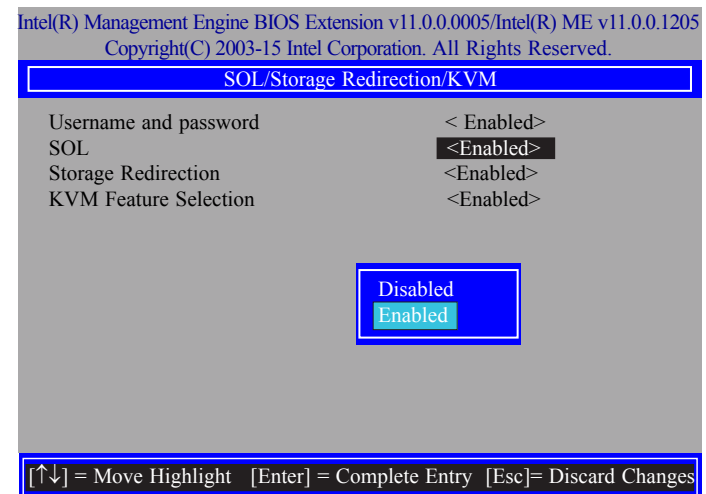 Intel(R) Management Engine BIOS Extension v11.0.0.0005/Intel(R) ME v11.0.0.1205
Copyright(C) 2003-15 Intel Corporation. All Rights Reserved.
SOL/Storage Redirection/KVM
Username and password < Enabled>
SOL <Enabled>
Storage Redirection <Enabled>
KVM Feature Selection <Enabled>
Disabled
Enabled
[↑↓] = Move Highlight [Enter] = Complete Entry [Esc]= Discard Changes